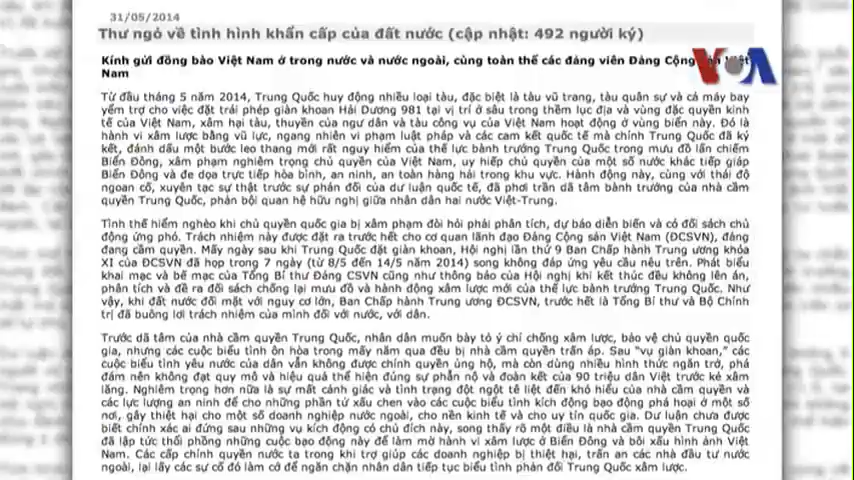 31/05/2014
Thư ngỏ về tình hình khẩn cấp của đất nước (cập nhật: 492 người ký)
Kính gửi đồng bào Việt Nam ở trong nước và nước ngoài, cùng toàn thể các đảng viên Đảng Cộng sản Việt
Nam
VOA
Từ đầu tháng 5 năm 2014, Trung Quốc huy động nhiều loại tàu, đặc biệt là tàu vũ trang, tàu quân sự và cả máy bay
yểm trợ cho việc đặt trái phép giàn khoan Hải Dương 981 tại vị trí ở sâu trong thềm lục địa và vùng đặc quyền kinh
tế của Việt Nam, xâm hại tàu, thuyền của ngư dân và tàu công vụ của Việt Nam hoạt động ở vùng biển này. Đó là
hành vi xâm lược bằng vũ lực, ngang nhiên vi phạm luật pháp và các cam kết quốc tế mà chính Trung Quốc đã ký
kết, đánh dấu một bước leo thang mới rất nguy hiểm của thế lực bành trướng Trung Quốc trong mưu đồ lấn chiếm
Biển Đông, xâm phạm nghiêm trọng chủ quyền của Việt Nam, uy hiếp chủ quyền của một số nước khác tiếp giáp
Biển Đông và đe dọa trực tiếp hòa bình, an ninh, an toàn hàng hải trong khu vực. Hành động này, cùng với thái độ
ngoan cố, xuyên tạc sự thật trước sự phản đối của dư luận quốc tế, đã phơi trần dã tâm bành trướng của nhà cầm
quyền Trung Quốc, phản bội quan hệ hữu nghị giữa nhân dân hai nước Việt-Trung.
Tình thế hiểm nghèo khi chủ quyền quốc gia bị xâm phạm đòi hỏi phải phân tích, dự báo diễn biến và có đối sách chủ
động ứng phó. Trách nhiệm này được đặt ra trước hết cho cơ quan lãnh đạo Đảng Cộng sản Việt Nam (ĐCSVN), đảng
đang cầm quyền. Mấy ngày sau khi Trung Quốc đặt giàn khoan, Hội nghị lần thứ 9 Ban Chấp hành Trung ương khóa
XI của ĐCSVN đã họp trong 7 ngày (từ 8/5 đến 14/5 năm 2014) song không đáp ứng yêu cầu nêu trên. Phát biểu
khai mạc và bế mạc của Tổng Bí thư Đảng CSVN cũng như thông báo của Hội nghị khi kết thúc đều không lên án,
phân tích và đề ra đối sách chống lại mưu đồ và hành động xâm lược mới của thế lực bành trướng Trung Quốc. Như
vậy, khi đất nước đối mặt với nguy cơ lớn, Ban Chấp hành Trung ương ĐCSVN, trước hết là Tổng Bí thư và Bộ Chính
trị đã buông lơi trách nhiệm của mình đối với nước, với dân.
Trước dã tâm của nhà cầm quyền Trung Quốc, nhân dân muốn bày tỏ ý chí chống xâm lược, bảo vệ chủ quyền quốc
gia, nhưng các cuộc biểu tình ôn hòa trong mấy năm qua đều bị nhà cầm quyền trấn áp. Sau “vụ giàn khoan,” các
cuộc biểu tình yêu nước của dân vẫn không được chính quyền ủng hộ, mà còn dùng nhiều hình thức ngăn trở, phá
đám nên không đạt quy mô và hiệu quả thể hiện đúng sự phẫn nộ và đoàn kết của 90 triệu dân Việt trước kẻ xâm
lăng. Nghiêm trọng hơn nữa là sự mất cảnh giác và tình trạng đột ngột tê liệt đến khó hiểu của nhà cầm quyền và
các lực lượng an ninh để cho những phần tử xấu chen vào các cuộc biểu tình kích động bạo động phá hoại ở một số
nơi, gây thiệt hại cho một số doanh nghiệp nước ngoài, cho nền kinh tế và cho uy tín quốc gia. Dư luận chưa được
biết chính xác ai đứng sau những vụ kích động có chủ đích này, song thấy rõ một điều là nhà cầm quyền Trung Quốc
đã lập tức thổi phồng những cuộc bạo động này để làm mờ hành vi xâm lược ở Biển Đông và bôi xấu hình ảnh Việt
Nam. Các cấp chính quyền nước ta trong khi trợ giúp các doanh nghiệp bị thiệt hại, trấn an các nhà đầu tư nước
ngoài, lại lấy các sự cố đó làm cớ để ngăn chặn nhân dân tiếp tục biểu tình phản đối Trung Quốc xâm lược.